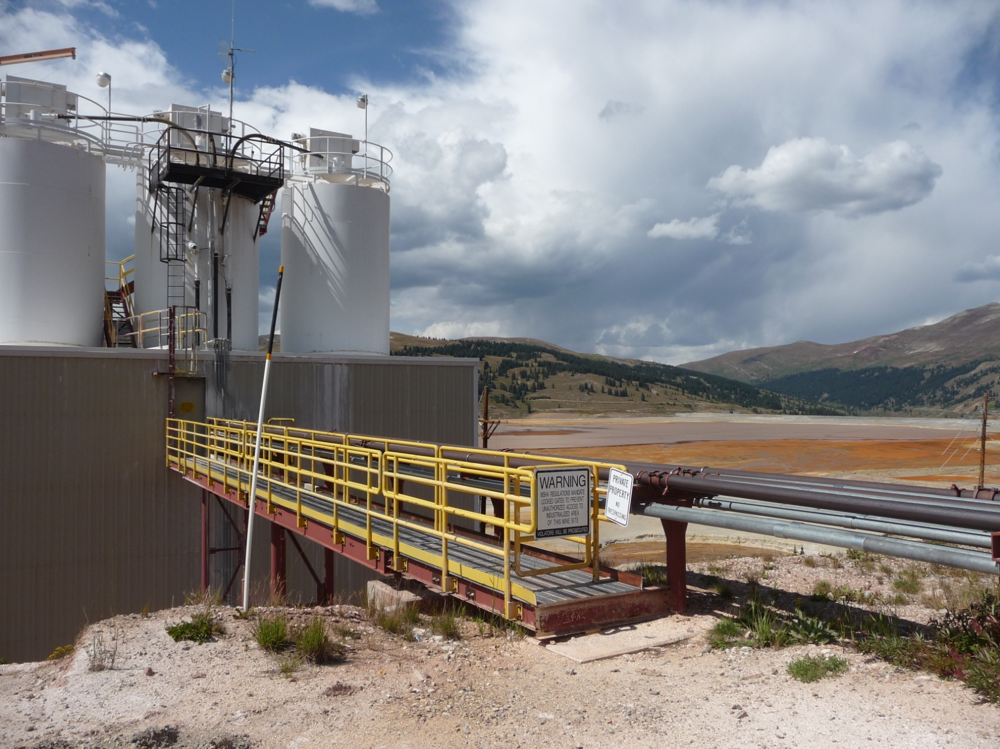 WARNING
MSHA REGULATIONS MANDATE
LOCKED GATES TO PREVENT
UNAUTHORIZED ACCESS TO
INDUSTRIALIZED AREA
OF THIS MINE SITE
VIOLATORS WILL BE PROSECUTED
PRIVATE
PROPERTY
NO
TRESPASSING